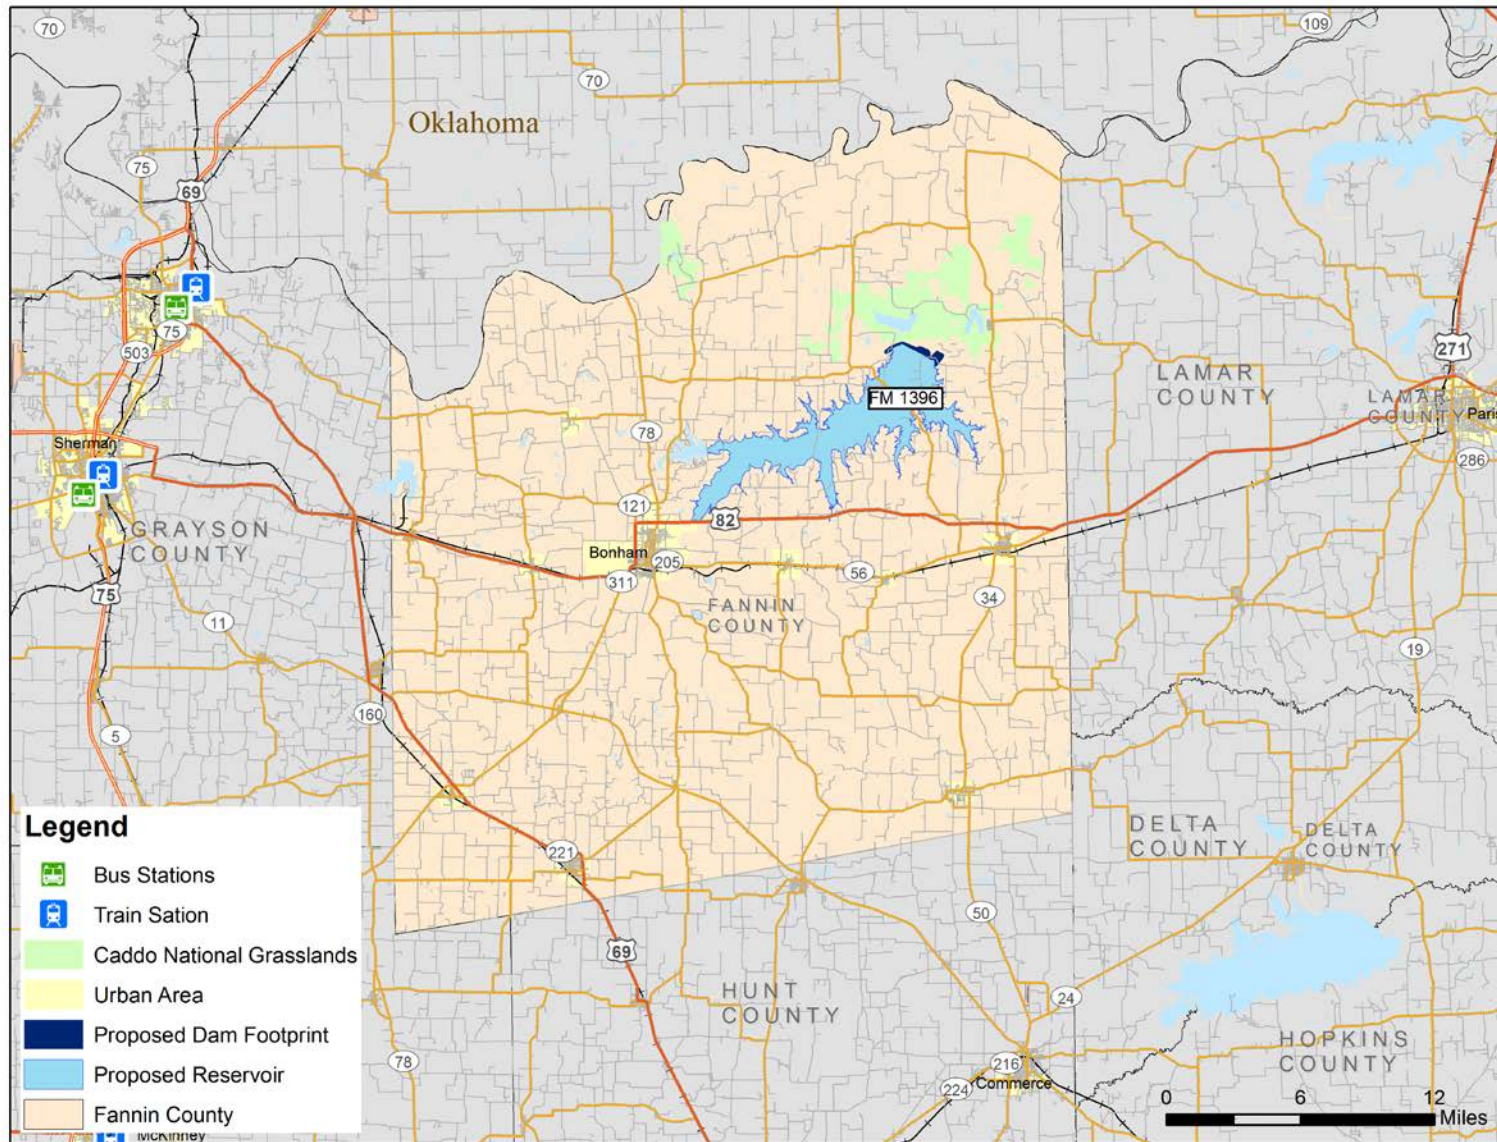 70
109
70
Oklahoma
75
69
75
503
271
LAMAR
COUNTY
LAMAR
COUNTY
Paris
FM 1396
78
Sherman
286
121
82
GRAYSON
COUNTY
Bonham
205
311
56
75
34
FANNIN
COUNTY
11
19
160
5
Legend
Bus Stations
Train Sation
Caddo National Grasslands
Urban Area
Proposed Dam Footprint
Proposed Reservoir
Fannin County
McKinney
221
DELTA
COUNTY
DELTA
COUNTY
50
69
HUNT
COUNTY
24
HOPKINS
COUNTY
78
216
Commerce
224
0 6 12
Miles